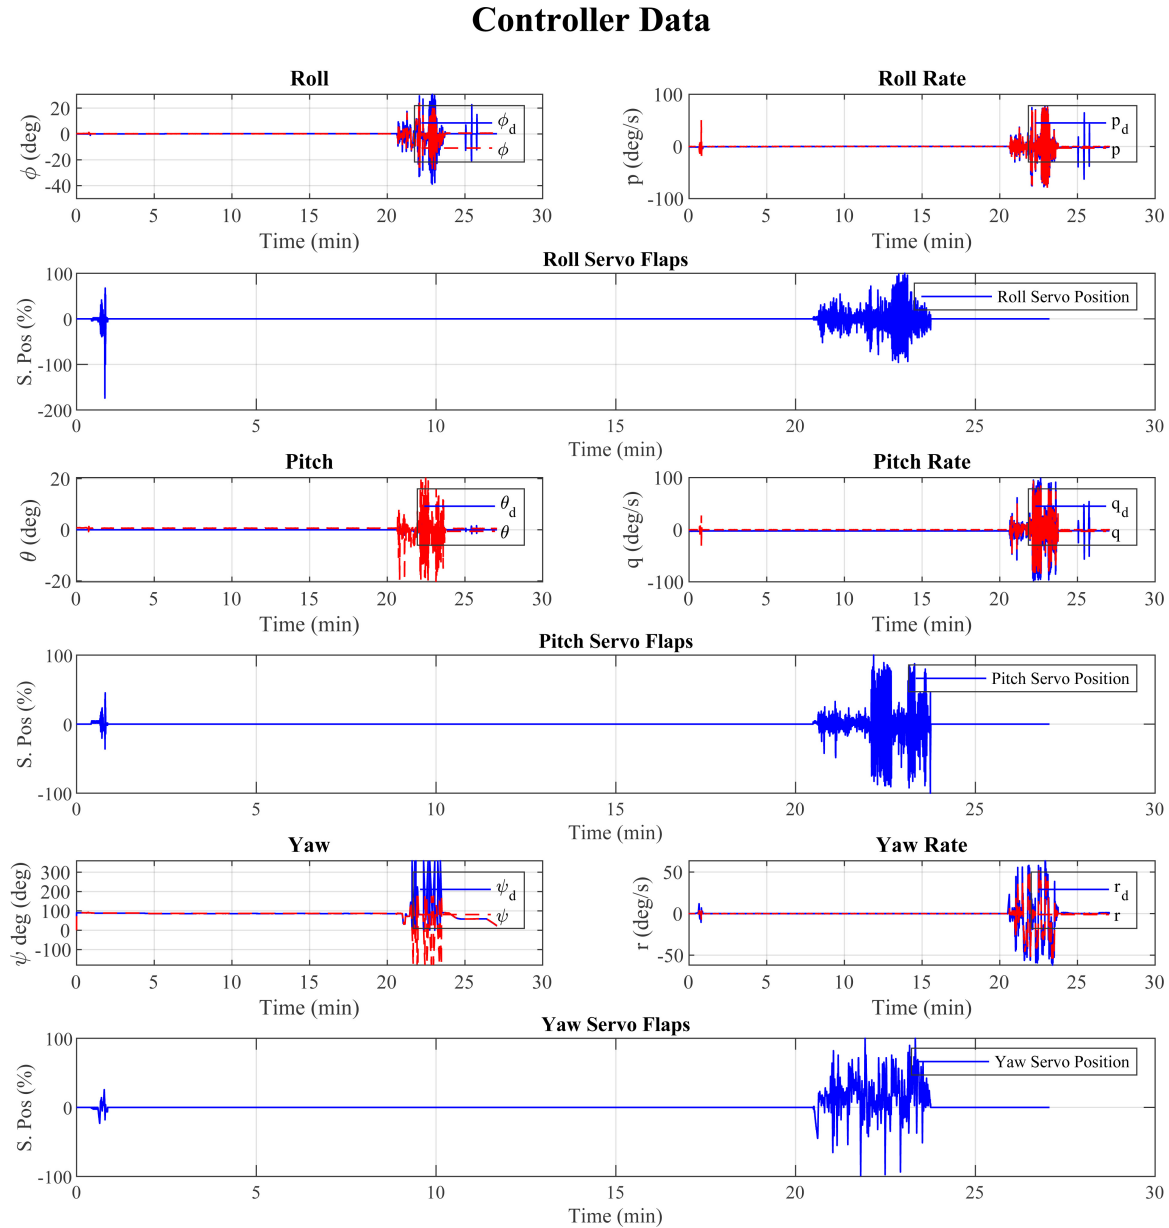 Controller Data
Roll
Roll Rate
ϕ (deg)
20
0
-20
-40
ϕd
ϕ
0 5 10 15 20 25 30
Time (min)
p (deg/s)
100
0
-100
pd
p
0 5 10 15 20 25 30
Time (min)
Roll Servo Flaps
S. Pos (%)
100
0
-100
-200
Roll Servo Position
0 5 10 15 20 25 30
Time (min)
Pitch
Pitch Rate
θ (deg)
20
0
-20
θd
θ
0 5 10 15 20 25 30
Time (min)
q (deg/s)
100
0
-100
qd
q
0 5 10 15 20 25 30
Time (min)
Pitch Servo Flaps
S. Pos (%)
100
0
-100
Pitch Servo Position
0 5 10 15 20 25 30
Time (min)
Yaw
Yaw Rate
ψ deg (deg)
300
200
100
0
-100
ψd
ψ
0 5 10 15 20 25 30
Time (min)
r (deg/s)
50
0
-50
rd
r
0 5 10 15 20 25 30
Time (min)
Yaw Servo Flaps
S. Pos (%)
100
0
-100
Yaw Servo Position
0 5 10 15 20 25 30
Time (min)